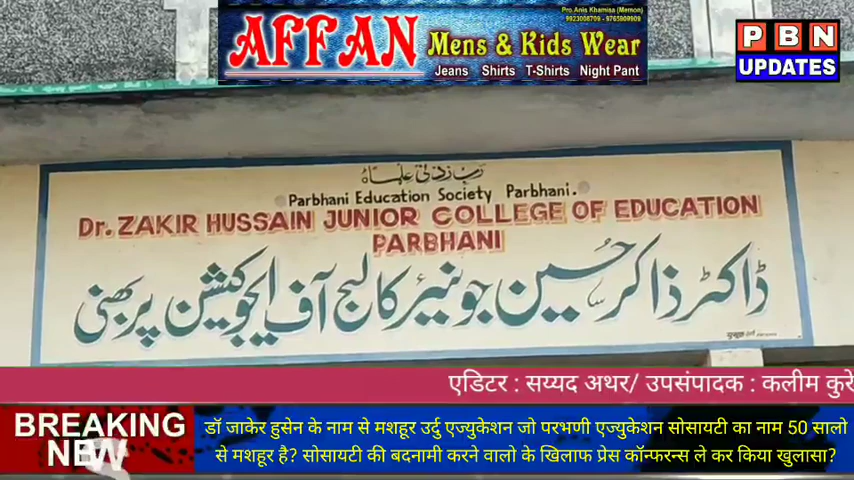 Pro.Anis Khamisa (Memon)
AFFAN
Mens & Kids Wear
Jeans Shirts T-Shirts Night Pant
PBN
UPDATES
رب زدنی علما
Parbhani Education Society Parbhani.
Dr. ZAKIR HUSSAIN JUNIOR COLLEGE OF EDUCATION
PARBHANI
ڈاکٹر ذاکر حسین جونیئر کالج آف ایجوکیشن پربھنی
एडिटर : सय्यद अथर/ उपसंपादक : कलीम कुरे
BREAKING
NEW
डॉ जाकेर हुसेन के नाम से मशहूर उर्दु एज्युकेशन जो परभणी एज्युकेशन सोसायटी का नाम 50 सालो
से मशहूर है? सोसायटी की बदनामी करने वालो के खिलाफ प्रेस कॉन्फरन्स ले कर किया खुलासा?